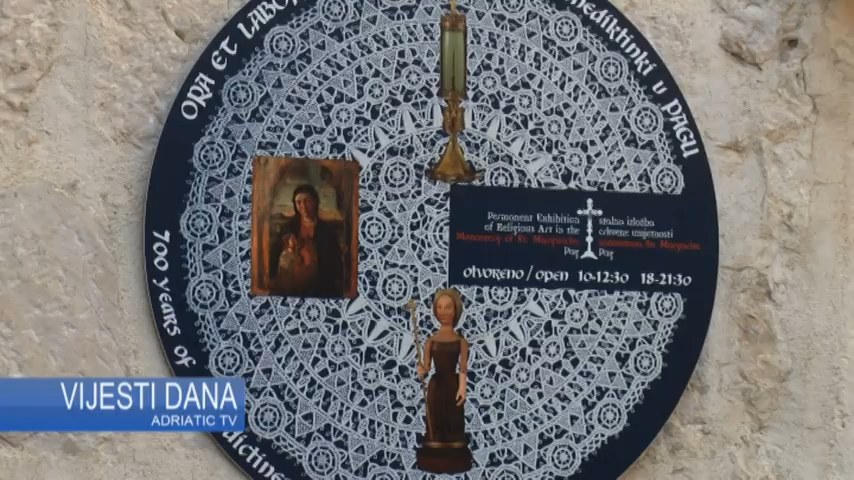 ORA ET LABO
nediktinki u Pagu
700 years of
dictine
Permanent Exhibition
of Religious Art in the
Monastery of St. Margarita
Pag
stalna izložba
crkvene umjetnosti
samostana Sv. Margarite
Pag
otvoreno / open 10-12:30 18-21:30
VIJESTI DANA
ADRIATIC TV